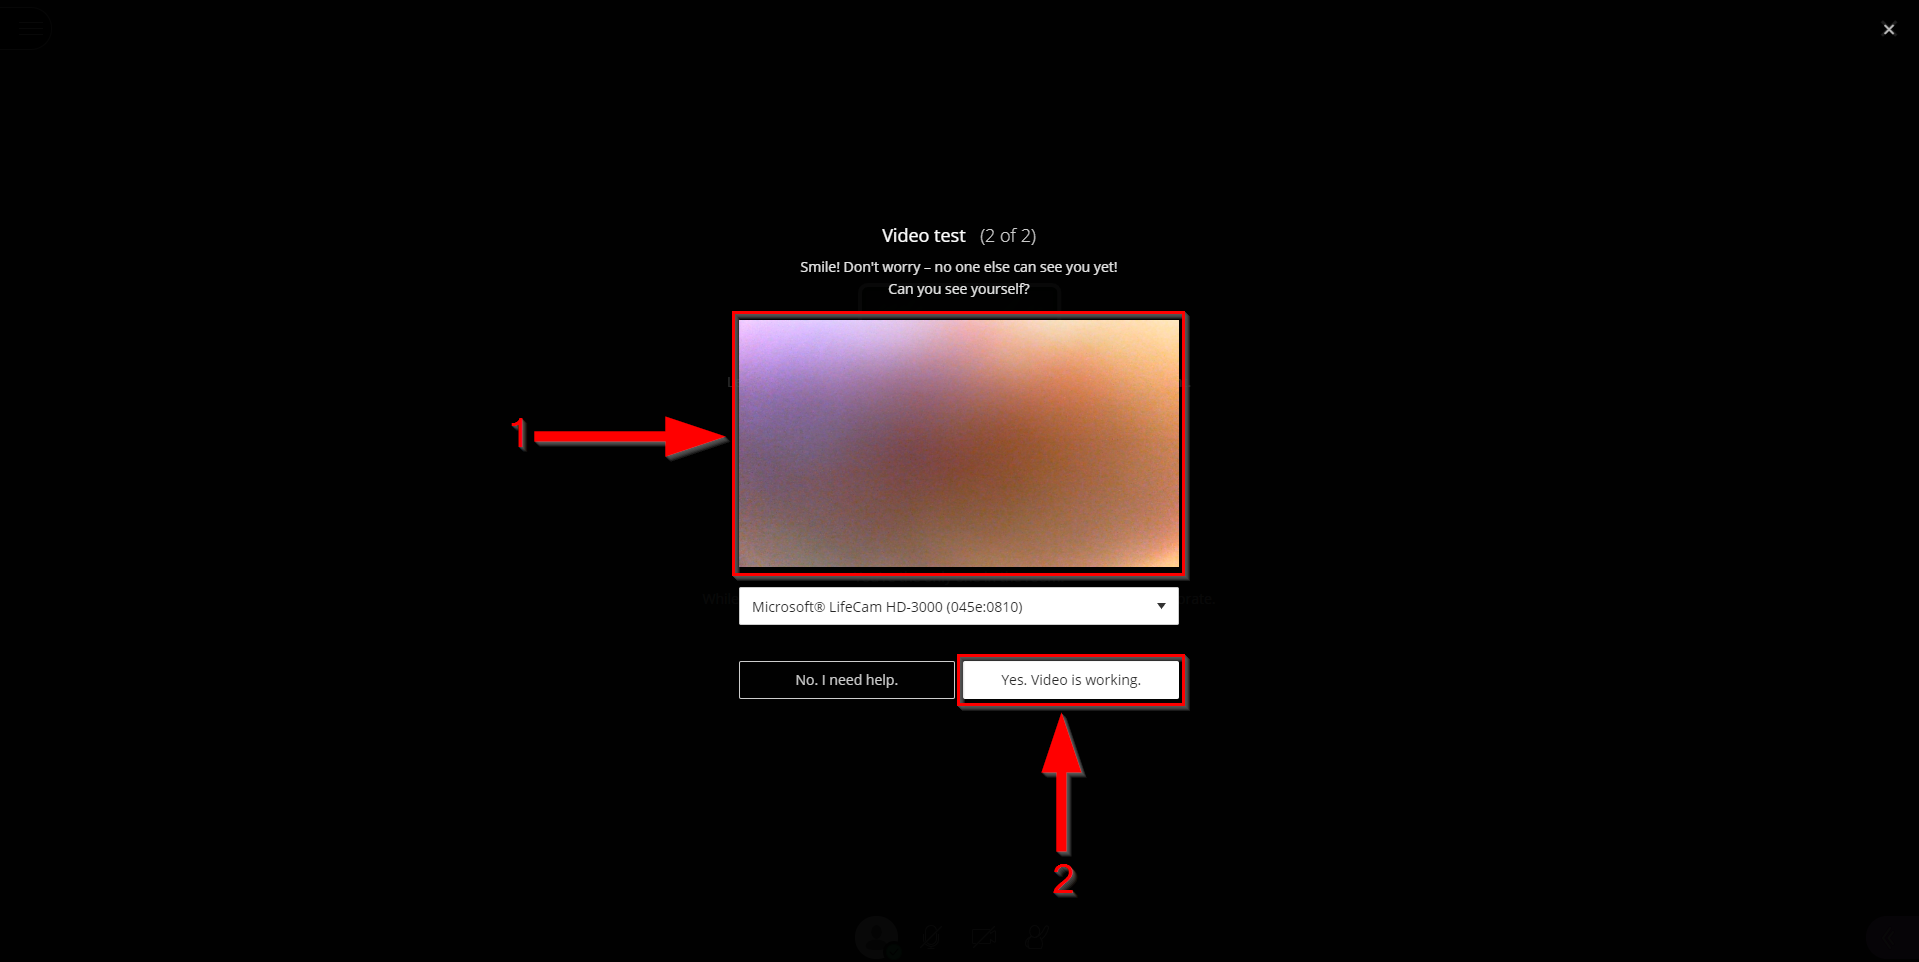 Video test (2 of 2)
Smile! Don't worry – no one else can see you yet!
Can you see yourself?
1
Microsoft® LifeCam HD-3000 (045e:0810)
No. I need help.
Yes. Video is working.
2